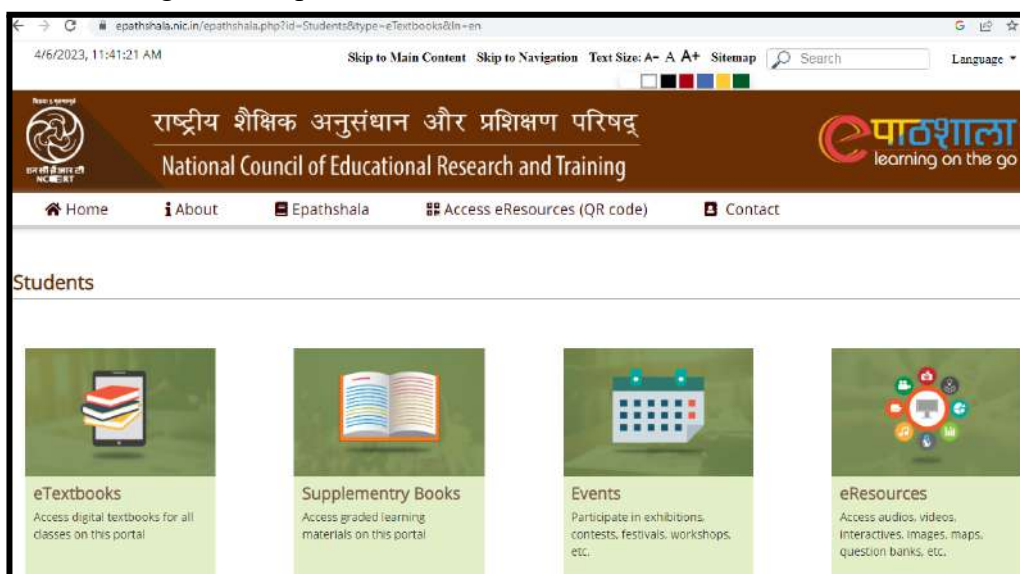 epathshala.nic.in/epathshala.php?id=Students&type=eTextbooks&ln=en
4/6/2023, 11:41:21 AM Skip to Main Content Skip to Navigation Text Size: A- A A+ Sitemap Search Language
राष्ट्रीय शैक्षिक अनुसंधान और प्रशिक्षण परिषद्
National Council of Educational Research and Training
एन सी ई आर टी
NCERT
eपाठशाला
learning on the go
Home About Epathshala Access eResources (QR code) Contact
Students
eTextbooks Supplementry Books Events eResources
Access digital textbooks for all Access graded learning Participate in exhibitions, Access audios, videos,
classes on this portal materials on this portal contests, festivals, workshops, interactives, images, maps,
etc. question banks, etc.